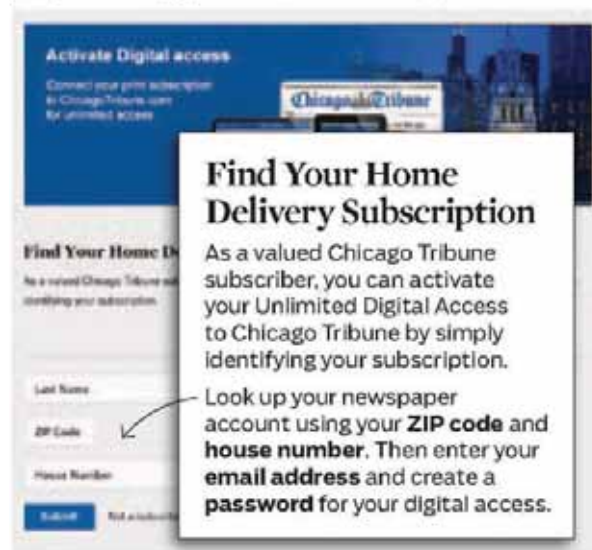 Activate Digital access
Connect your print subscription
to ChicagoTribune.com
for unlimited access
Chicago Tribune
Find Your Home
Delivery Subscription
As a valued Chicago Tribune
subscriber, you can activate
your Unlimited Digital Access
to Chicago Tribune by simply
identifying your subscription.
Look up your newspaper
account using your ZIP code and
house number. Then enter your
email address and create a
password for your digital access.
Find Your Home D
As a valued Chicago Tribune
identifying your subscription.
Last Name
ZIP Code
House Number
Submit
Not a subscriber